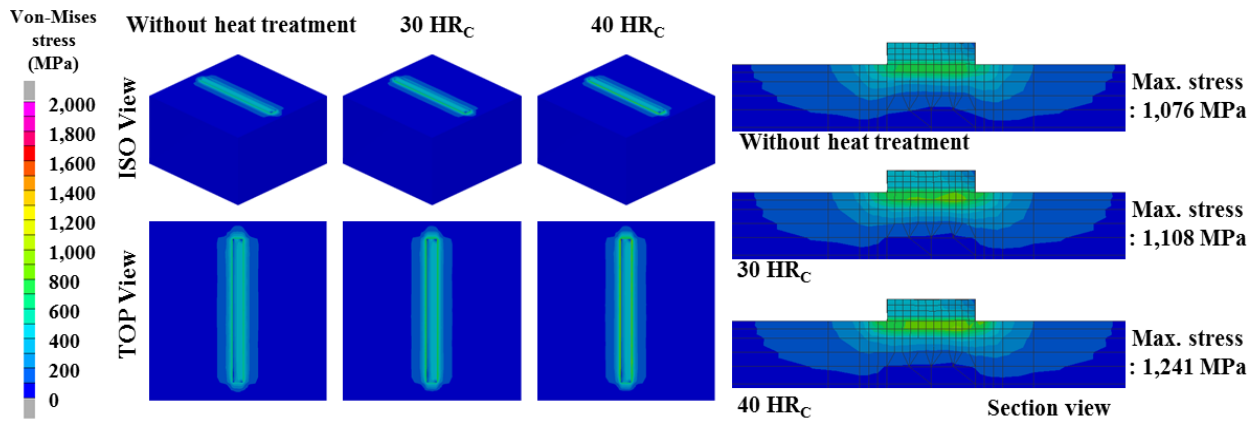 Von-Mises
stress
(MPa)
2,000
1,800
1,600
1,400
1,200
1,000
800
600
400
200
0
Without heat treatment
30 HRC
40 HRC
ISO View
TOP View
Max. stress
: 1,076 MPa
Without heat treatment
Max. stress
: 1,108 MPa
30 HRC
Max. stress
: 1,241 MPa
40 HRC
Section view